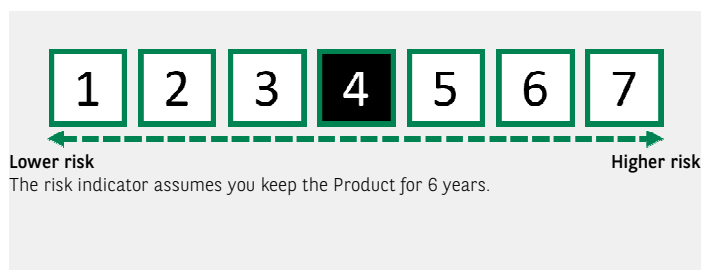 1 2 3 4 5 6 7
Lower risk Higher risk
The risk indicator assumes you keep the Product for 6 years.